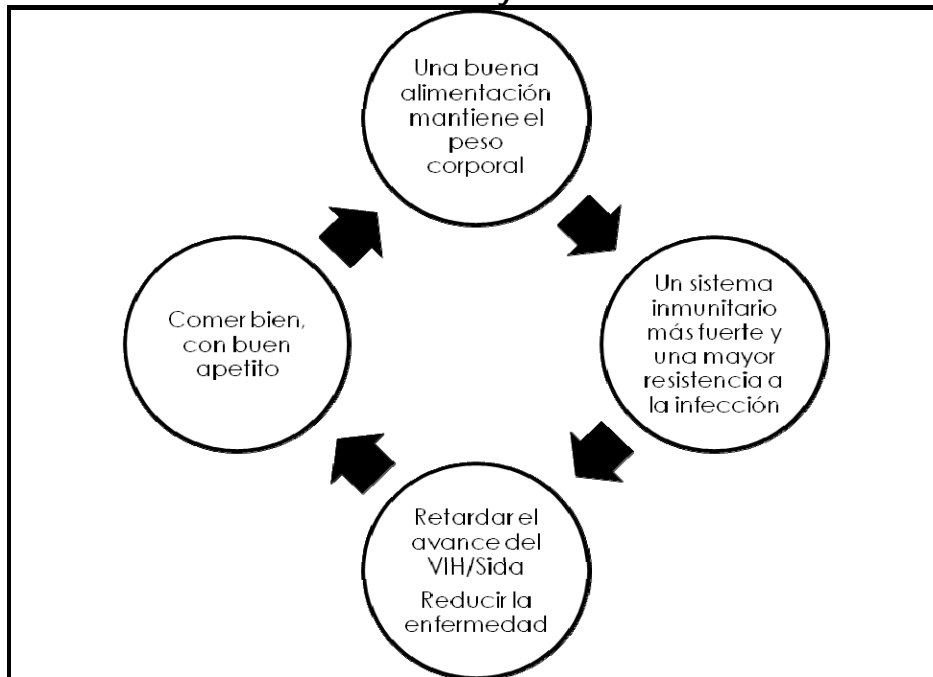 Una buena
alimentación
mantiene el
peso
corporal
Un sistema
inmunitario
más fuerte y
una mayor
resistencia a
la infección
Retardar el
avance del
VIH/Sida
Reducir la
enfermedad
Comer bien,
con buen
apetito